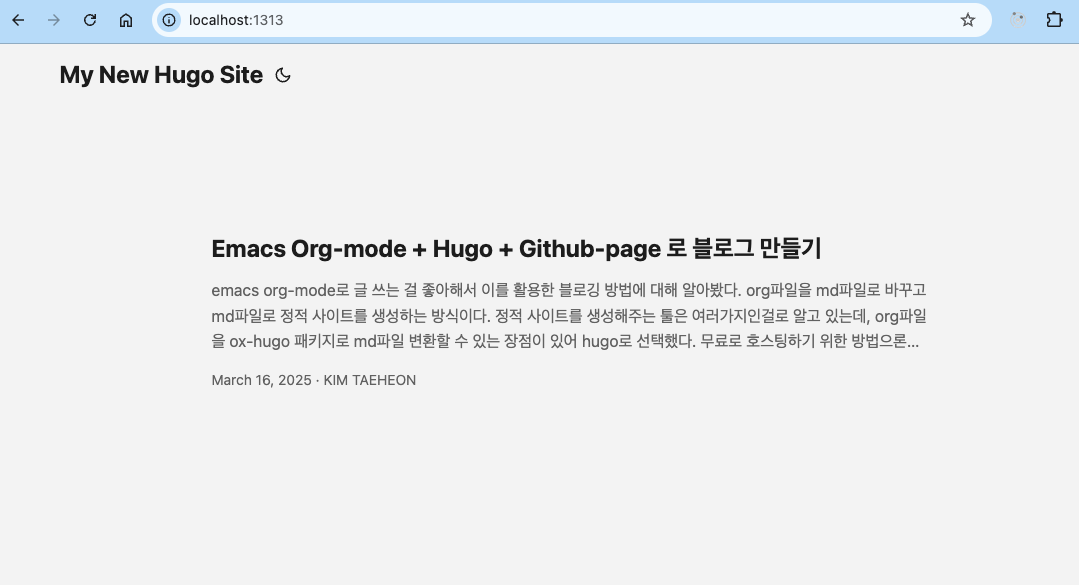 localhost:1313
My New Hugo Site
Emacs Org-mode + Hugo + Github-page 로 블로그 만들기
emacs org-mode로 글 쓰는 걸 좋아해서 이를 활용한 블로깅 방법에 대해 알아봤다. org파일을 md파일로 바꾸고
md파일로 정적 사이트를 생성하는 방식이다. 정적 사이트를 생성해주는 툴은 여러가지인걸로 알고 있는데, org파일
을 ox-hugo 패키지로 md파일 변환할 수 있는 장점이 있어 hugo로 선택했다. 무료로 호스팅하기 위한 방법으론...
March 16, 2025 · KIM TAEHEON